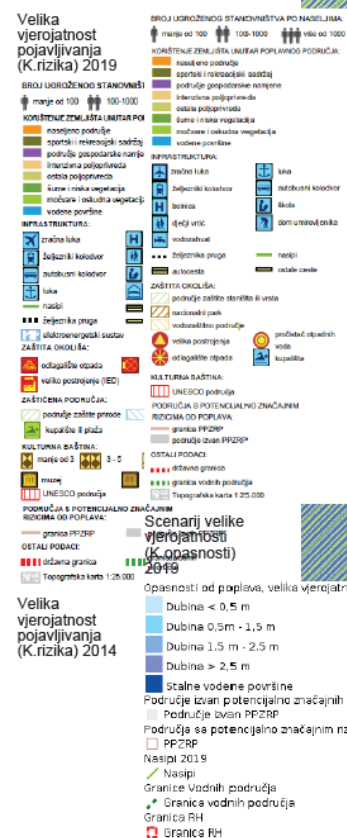 Velika
vjerojatnost
pojavljivanja
(K.rizika) 2019
BROJ UGROŽENOG STANOVNIŠT
manje od 100 100-1000
KORIŠTENJE ZEMLJIŠTA UNUTAR POP
naseljeno područje
sportski i rekreacijski sadržaj
područje gospodarske namjene
intenzivna poljoprivreda
ostala poljoprivreda
šume i niska vegetacija
močvare i oskudna vegetacija
vodene površine
INFRASTRUKTURA:
zračna luka
željeznički kolodvor
autobusni kolodvor
luka
nasipi
željeznička pruga
elektroenergetski sustav
ZAŠTITA OKOLIŠA:
odlagalište otpada
veliko postrojenje (IED)
ZAŠTIĆENA PODRUČJA:
područje zaštite prirode
kupalište ili plaža
KULTURNA BAŠTINA:
manje od 3 3 - 5
muzej
UNESCO područja
PODRUČJA S POTENCIJALNO ZNAČAJNIM
RIZICIMA OD POPLAVA:
granica PPZRP
OSTALI PODACI:
državna granica
Topografska karta 1:25.000
Velika
vjerojatnost
pojavljivanja
(K.rizika) 2014
BROJ UGROŽENOG STANOVNIŠTVA PO NASELJIMA:
manje od 100 100-1000 više od 1000
KORIŠTENJE ZEMLJIŠTA UNUTAR POPLAVNOG PODRUČJA:
naseljeno područje
sportski i rekreacijski sadržaj
područje gospodarske namjene
intenzivna poljoprivreda
ostala poljoprivreda
šume i niska vegetacija
močvare i oskudna vegetacija
vodene površine
INFRASTRUKTURA:
zračna luka luka
željeznički kolodvor autobusni kolodvor
bolnica škola
dječji vrtić dom umirovljenika
vodozahvat
željeznička pruga nasipi
autocesta ostale ceste
ZAŠTITA OKOLIŠA:
područje zaštite staništa ili vrsta
nacionalni park
vodozaštitno područje
velika postrojenja pročistač otpadnih
voda
odlagalište otpada kupališta
KULTURNA BAŠTINA:
UNESCO područja
PODRUČJA S POTENCIJALNO ZNAČAJNIM
RIZICIMA OD POPLAVA:
granica PPZRP
područje izvan PPZRP
OSTALI PODACI:
državna granica
granica vodnih područja
Topografska karta 1:25.000
Scenarij velike
vjerojatnosti
(K.opasnosti)
2019
Opasnosti od poplava, velika vjerojatn
Dubina < 0,5 m
Dubina 0,5m - 1,5 m
Dubina 1.5 m - 2.5 m
Dubina > 2,5 m
Stalne vodene površine
Područje izvan potencijalno značajnih
Područje izvan PPZRP
Područja sa potencijalno značajnim riz
PPZRP
Nasipi 2019
Nasipi
Granice Vodnih područja
Granica vodnih područja
Granica RH
Granica RH